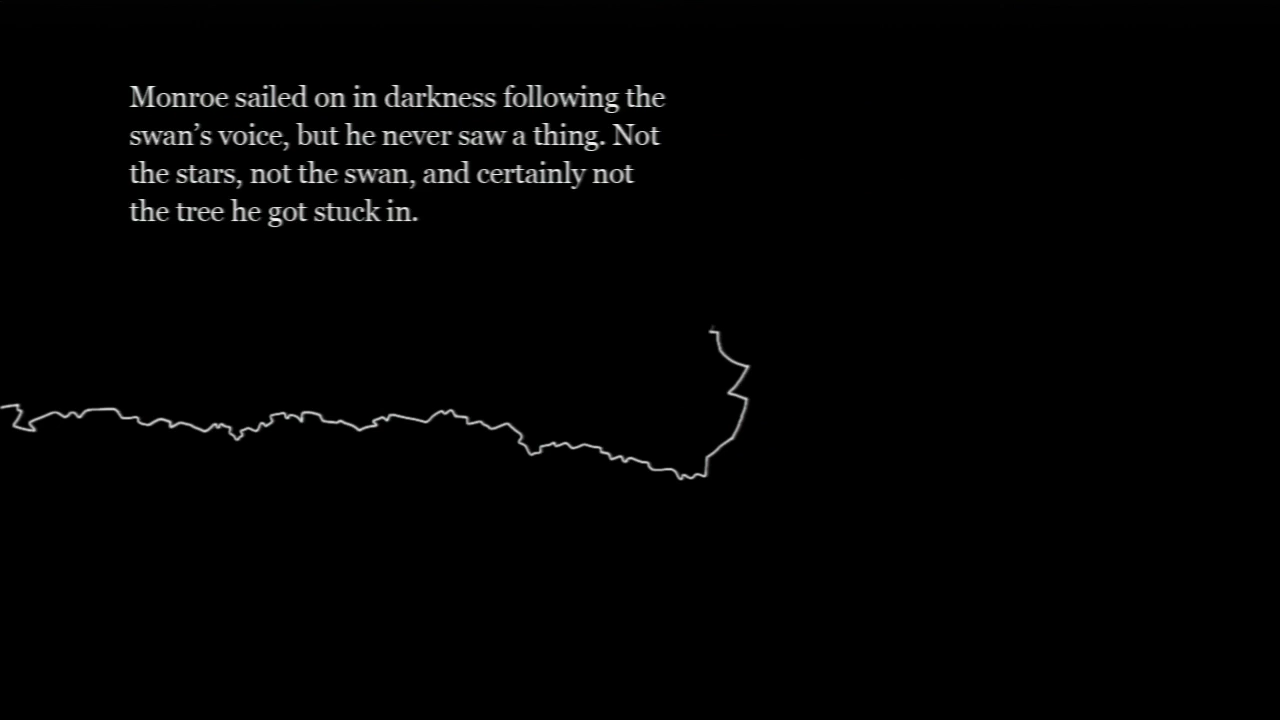 Monroe sailed on in darkness following the
swan’s voice, but he never saw a thing. Not
the stars, not the swan, and certainly not
the tree he got stuck in.